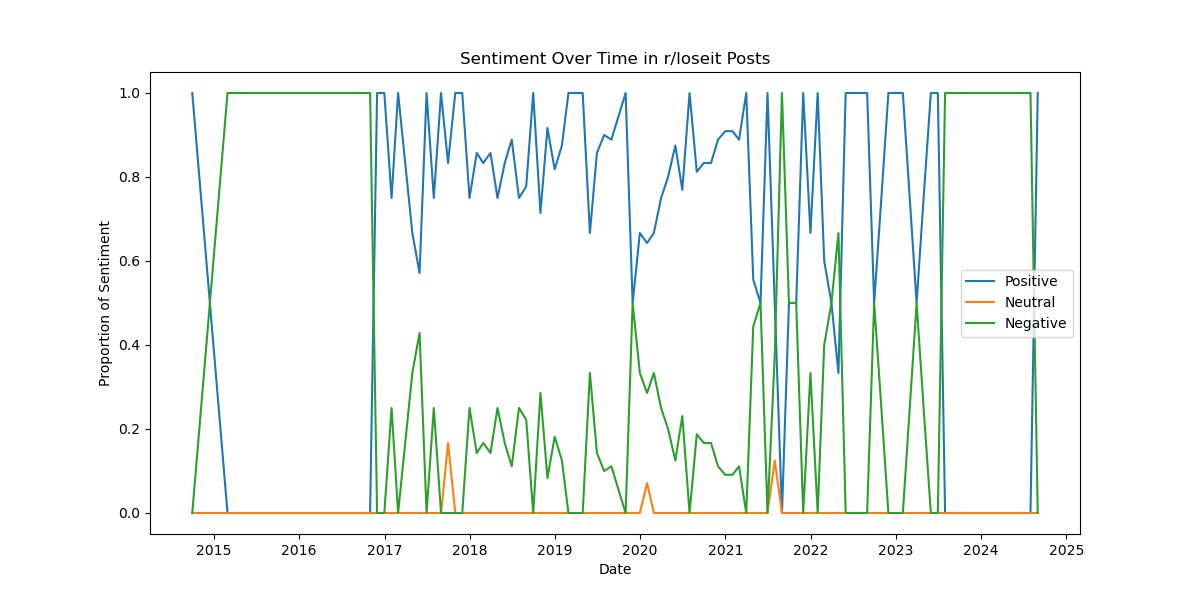 Sentiment Over Time in r/loseit Posts
Proportion of Sentiment
1.0
0.8
0.6
0.4
0.2
0.0
Positive
Neutral
Negative
2015 2016 2017 2018 2019 2020 2021 2022 2023 2024 2025
Date